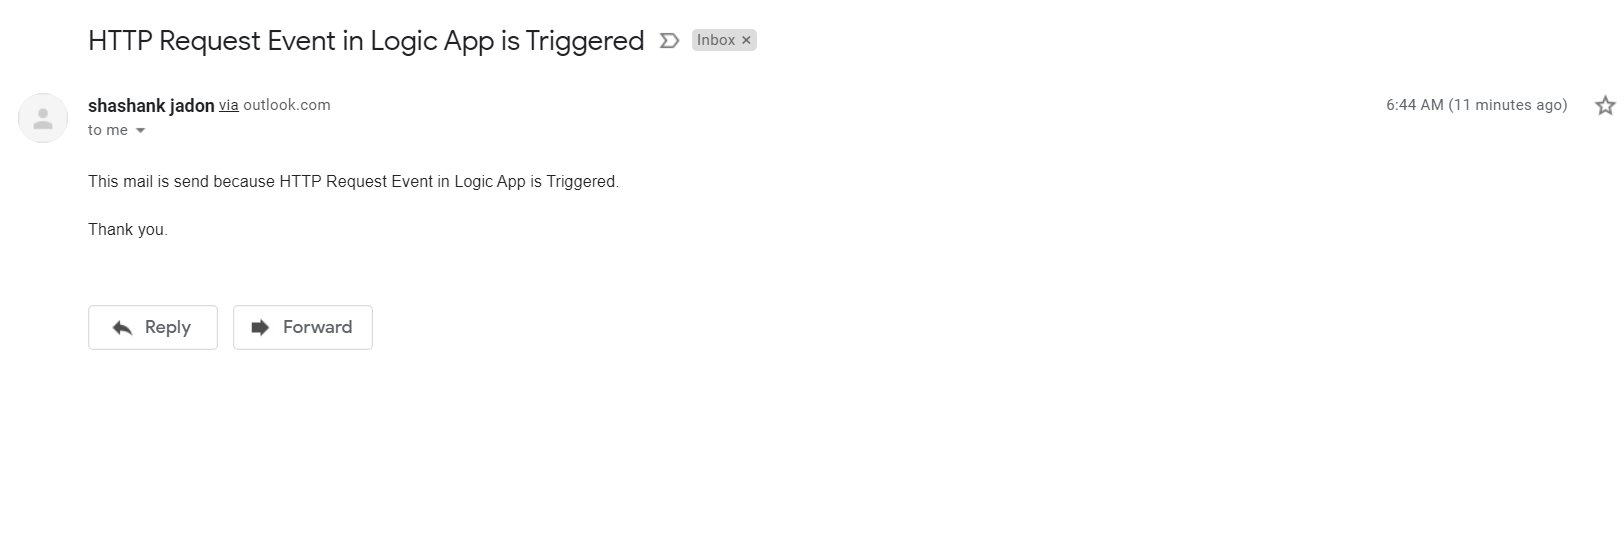 HTTP Request Event in Logic App is Triggered Inbox ×
shashank jadon via outlook.com 6:44 AM (11 minutes ago)
to me
This mail is send because HTTP Request Event in Logic App is Triggered.
Thank you.
Reply Forward